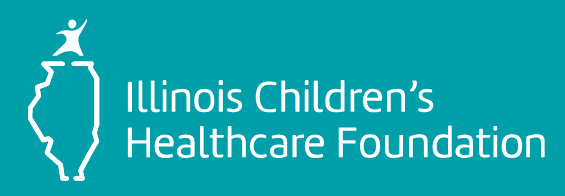 Illinois Children’s
Healthcare Foundation